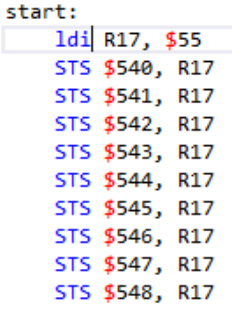 start:
ldi R17, $55
STS $540, R17
STS $541, R17
STS $542, R17
STS $543, R17
STS $544, R17
STS $545, R17
STS $546, R17
STS $547, R17
STS $548, R17